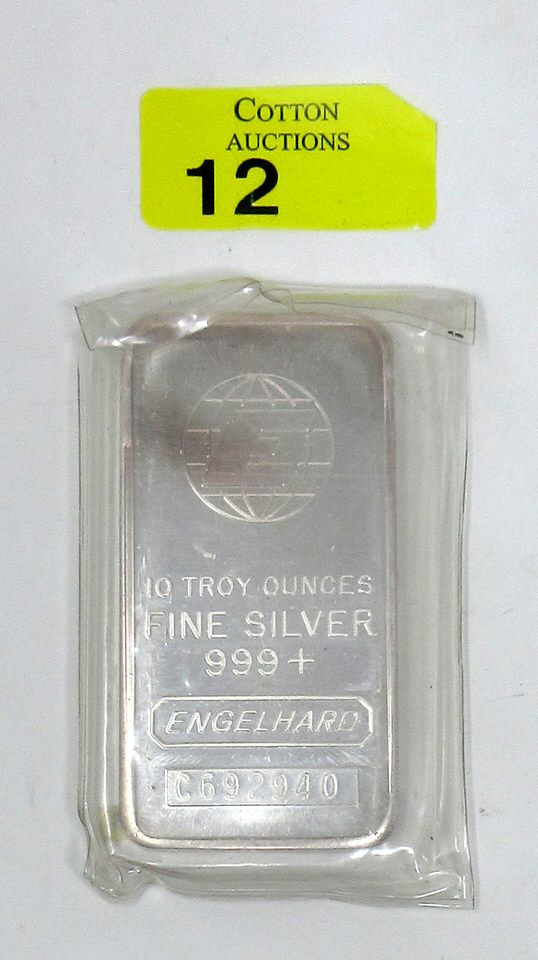 COTTON
AUCTIONS
12
10 TROY OUNCES
FINE SILVER
999+
ENGELHARD
C692940